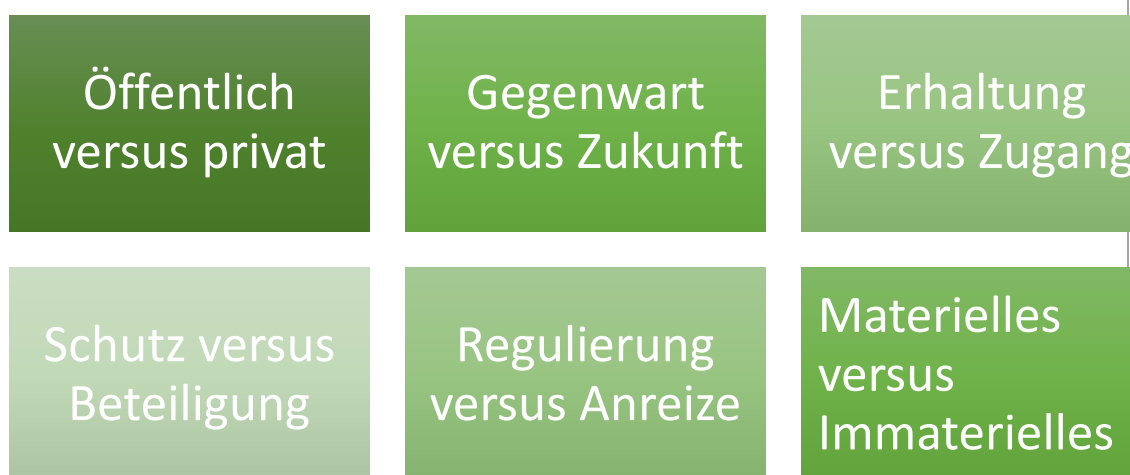 Öffentlich
versus privat
Gegenwart
versus Zukunft
Erhaltung
versus Zugang
Schutz versus
Beteiligung
Regulierung
versus Anreize
Materielles
versus
Immaterielles